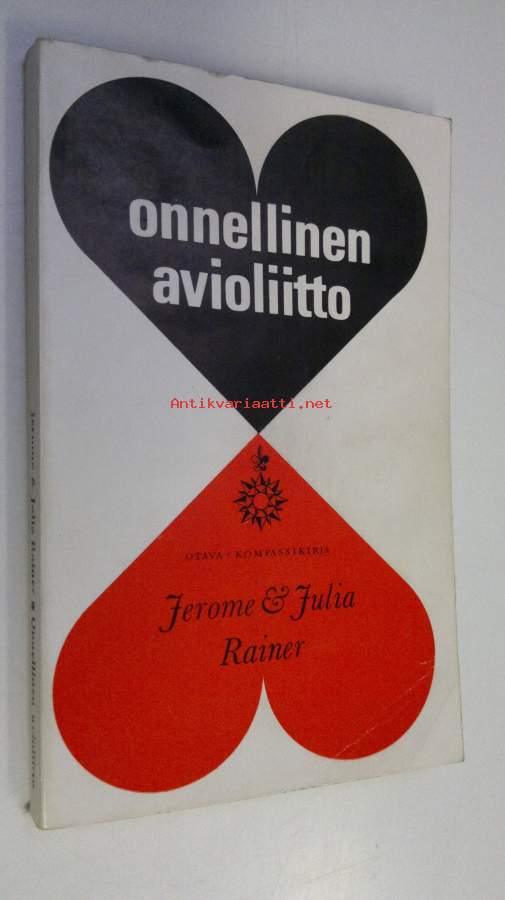 onnellinen
avioliitto
Antikvariaatti.net
OTAVA • KOMPASSIKIRJA
Jerome & Julia
Rainer
Jerome & Julia Rainer ■ Onnellinen avioliitto